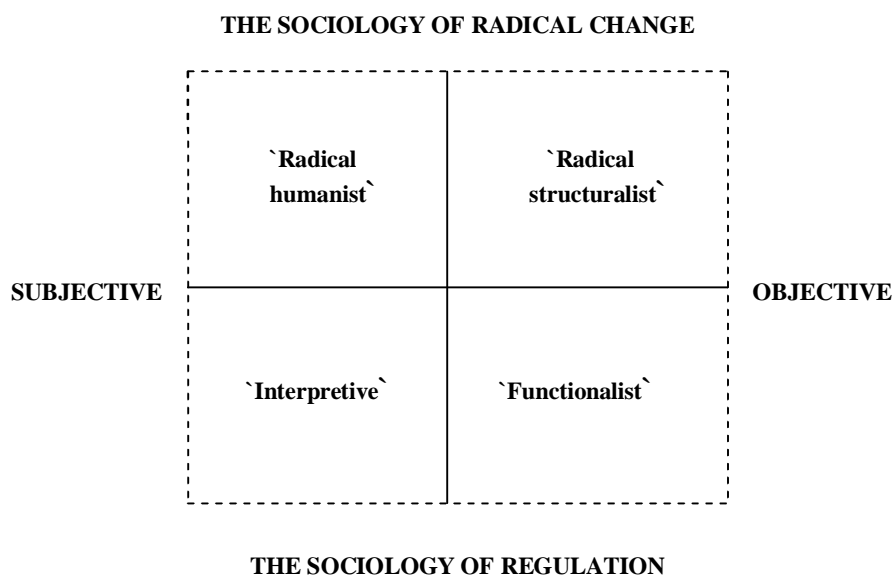 THE SOCIOLOGY OF RADICAL CHANGE
`Radical
humanist`
`Radical
structuralist`
SUBJECTIVE
OBJECTIVE
`Interpretive`
`Functionalist`
THE SOCIOLOGY OF REGULATION